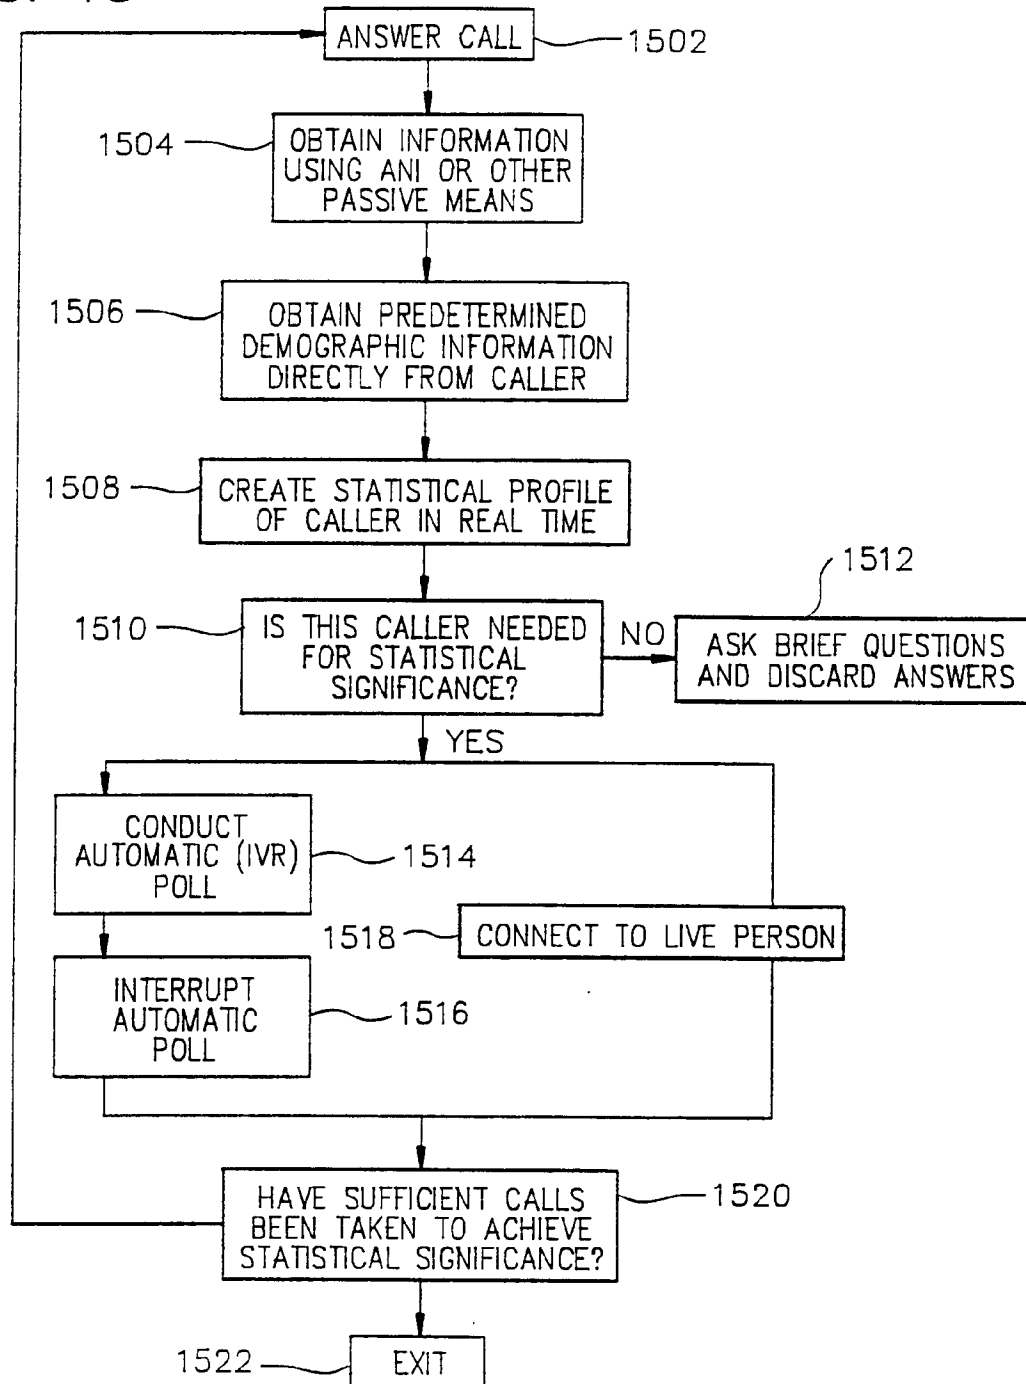 ANSWER CALL
1502
1504
OBTAIN INFORMATION
USING ANI OR OTHER
PASSIVE MEANS
1506
OBTAIN PREDETERMINED
DEMOGRAPHIC INFORMATION
DIRECTLY FROM CALLER
1508
CREATE STATISTICAL PROFILE
OF CALLER IN REAL TIME
1510
IS THIS CALLER NEEDED
FOR STATISTICAL
SIGNIFICANCE?
NO
1512
ASK BRIEF QUESTIONS
AND DISCARD ANSWERS
YES
CONDUCT
AUTOMATIC (IVR)
POLL
1514
1518
CONNECT TO LIVE PERSON
INTERRUPT
AUTOMATIC
POLL
1516
HAVE SUFFICIENT CALLS
BEEN TAKEN TO ACHIEVE
STATISTICAL SIGNIFICANCE?
1520
1522
EXIT